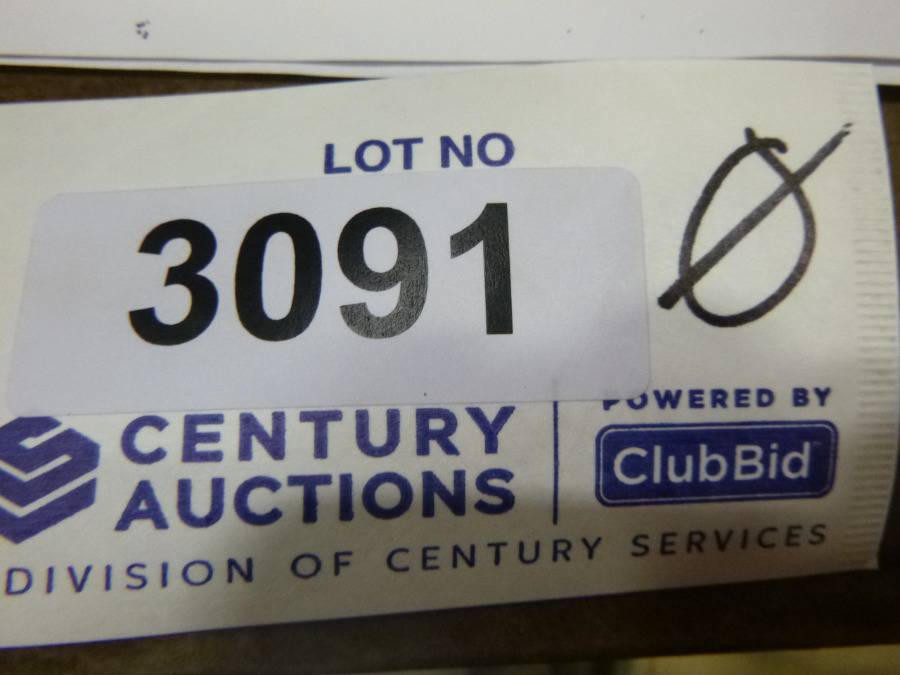 LOT NO
3091
Ø
CENTURY
AUCTIONS
POWERED BY
ClubBid
DIVISION OF CENTURY SERVICES